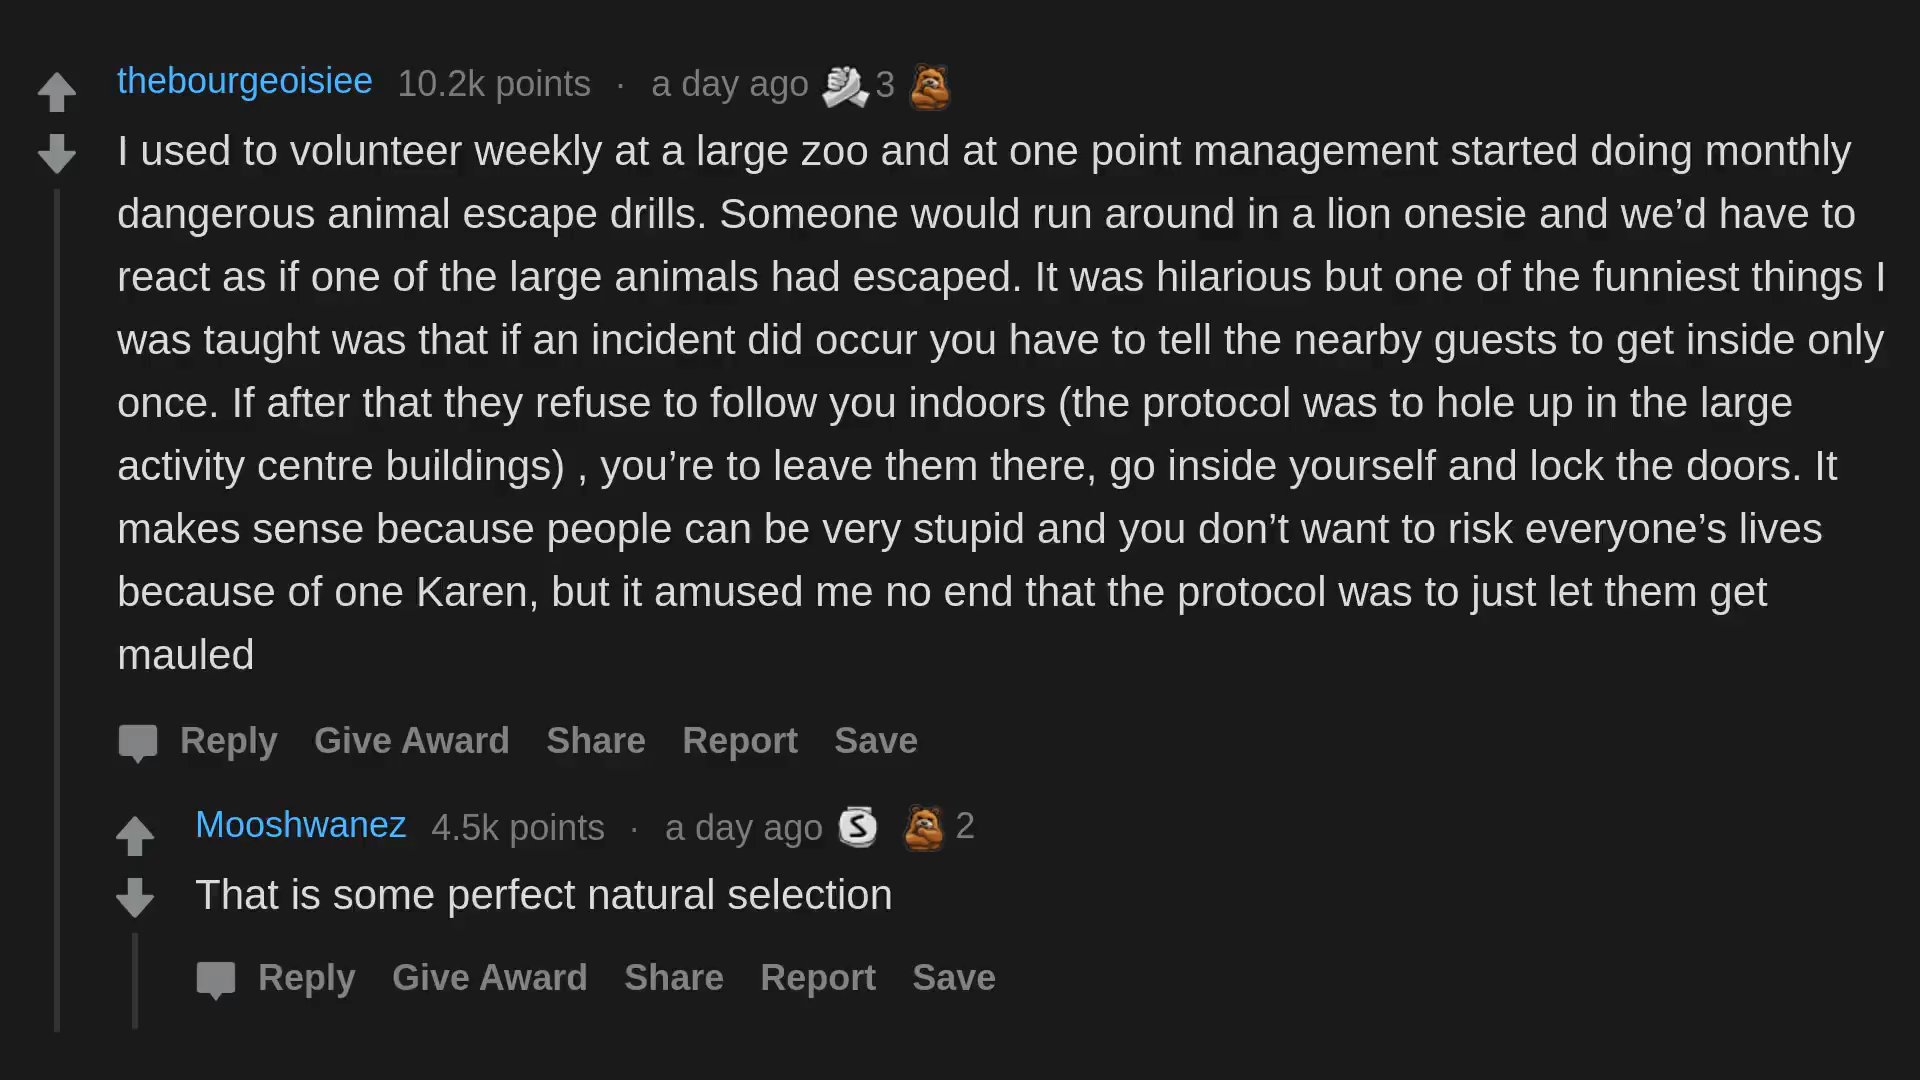 thebourgeoisiee 10.2k points · a day ago 3
I used to volunteer weekly at a large zoo and at one point management started doing monthly
dangerous animal escape drills. Someone would run around in a lion onesie and we’d have to
react as if one of the large animals had escaped. It was hilarious but one of the funniest things I
was taught was that if an incident did occur you have to tell the nearby guests to get inside only
once. If after that they refuse to follow you indoors (the protocol was to hole up in the large
activity centre buildings) , you’re to leave them there, go inside yourself and lock the doors. It
makes sense because people can be very stupid and you don’t want to risk everyone’s lives
because of one Karen, but it amused me no end that the protocol was to just let them get
mauled
Reply Give Award Share Report Save
Mooshwanez 4.5k points · a day ago S 2
That is some perfect natural selection
Reply Give Award Share Report Save